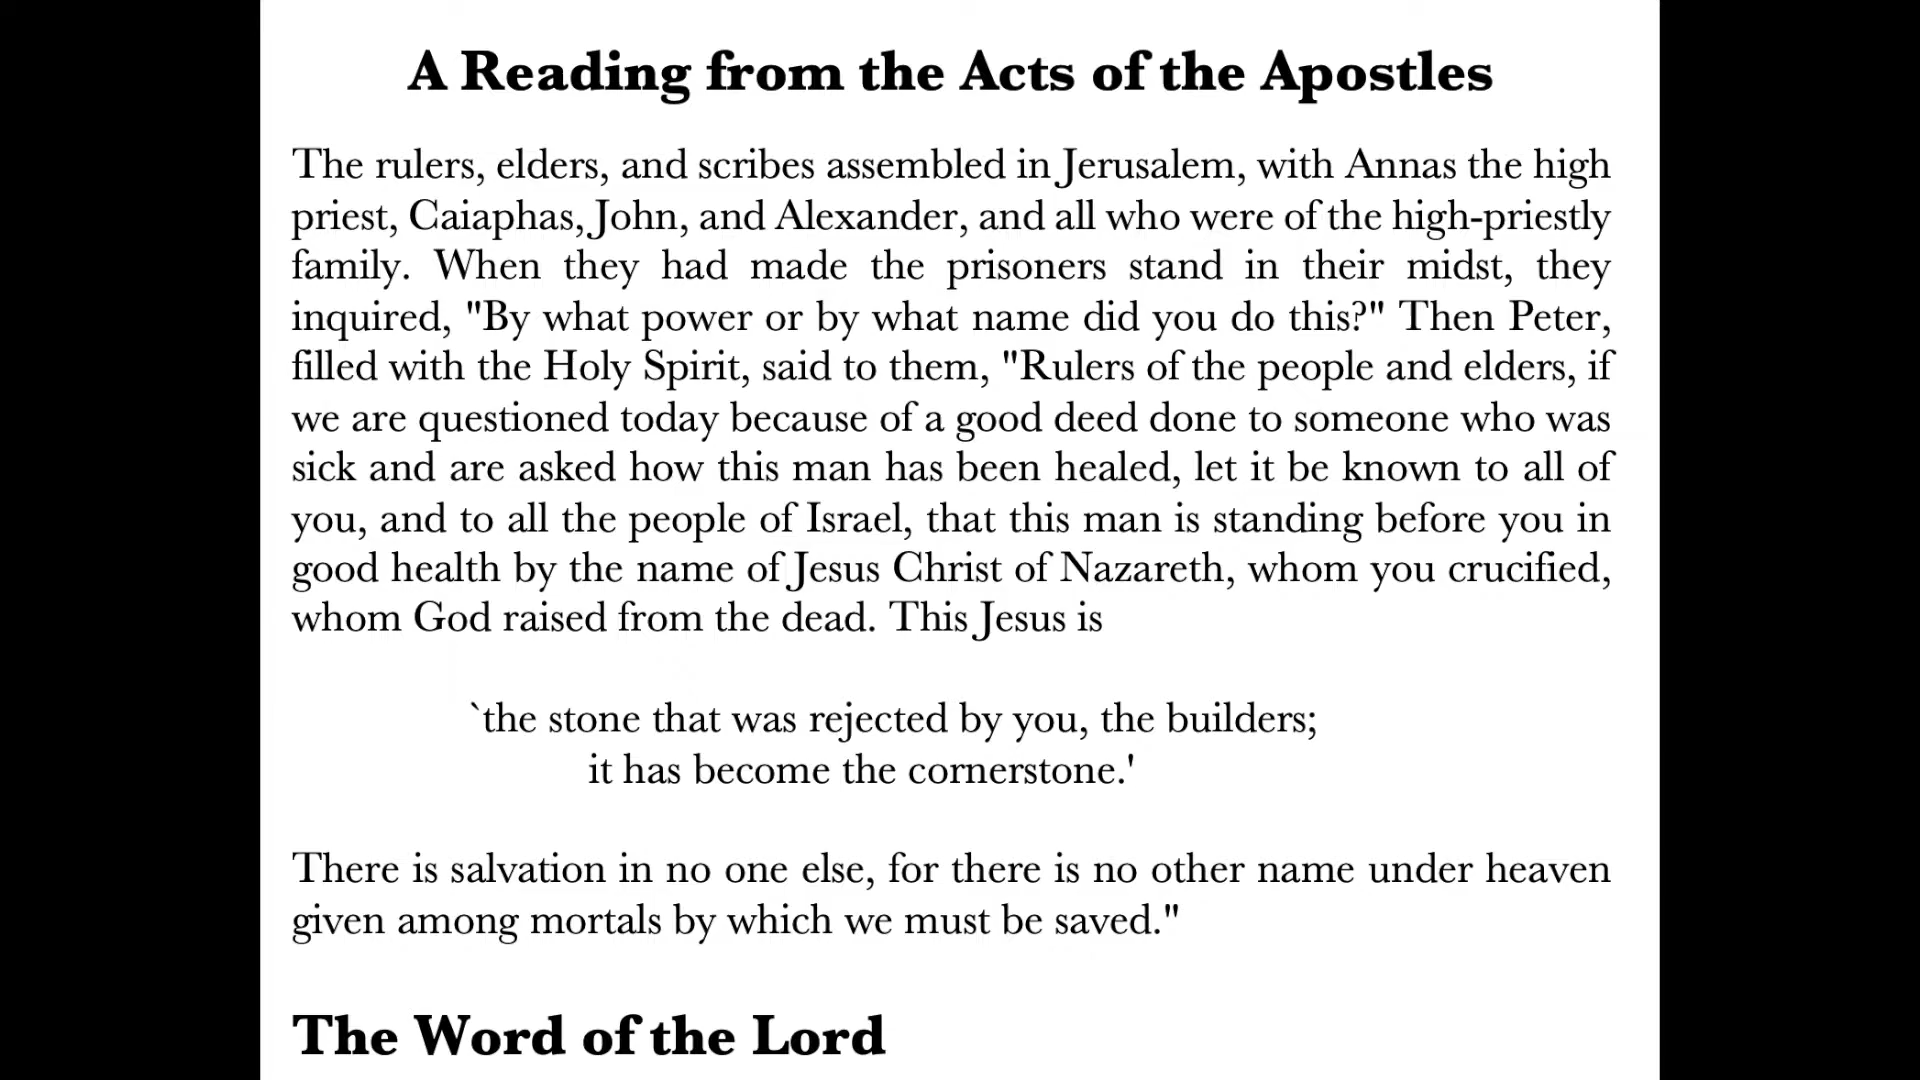 A Reading from the Acts of the Apostles
The rulers, elders, and scribes assembled in Jerusalem, with Annas the high
priest, Caiaphas, John, and Alexander, and all who were of the high-priestly
family. When they had made the prisoners stand in their midst, they
inquired, "By what power or by what name did you do this?" Then Peter,
filled with the Holy Spirit, said to them, "Rulers of the people and elders, if
we are questioned today because of a good deed done to someone who was
sick and are asked how this man has been healed, let it be known to all of
you, and to all the people of Israel, that this man is standing before you in
good health by the name of Jesus Christ of Nazareth, whom you crucified,
whom God raised from the dead. This Jesus is
`the stone that was rejected by you, the builders;
it has become the cornerstone.'
There is salvation in no one else, for there is no other name under heaven
given among mortals by which we must be saved."
The Word of the Lord